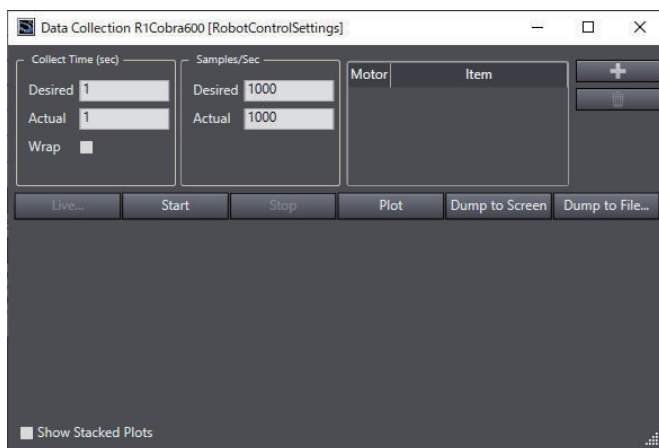 Data Collection R1Cobra600 [RobotControlSettings]
Collect Time (sec)
Desired 1
Actual 1
Wrap
Samples/Sec
Desired 1000
Actual 1000
Motor Item
Live... Start Stop Plot Dump to Screen Dump to File...
Show Stacked Plots